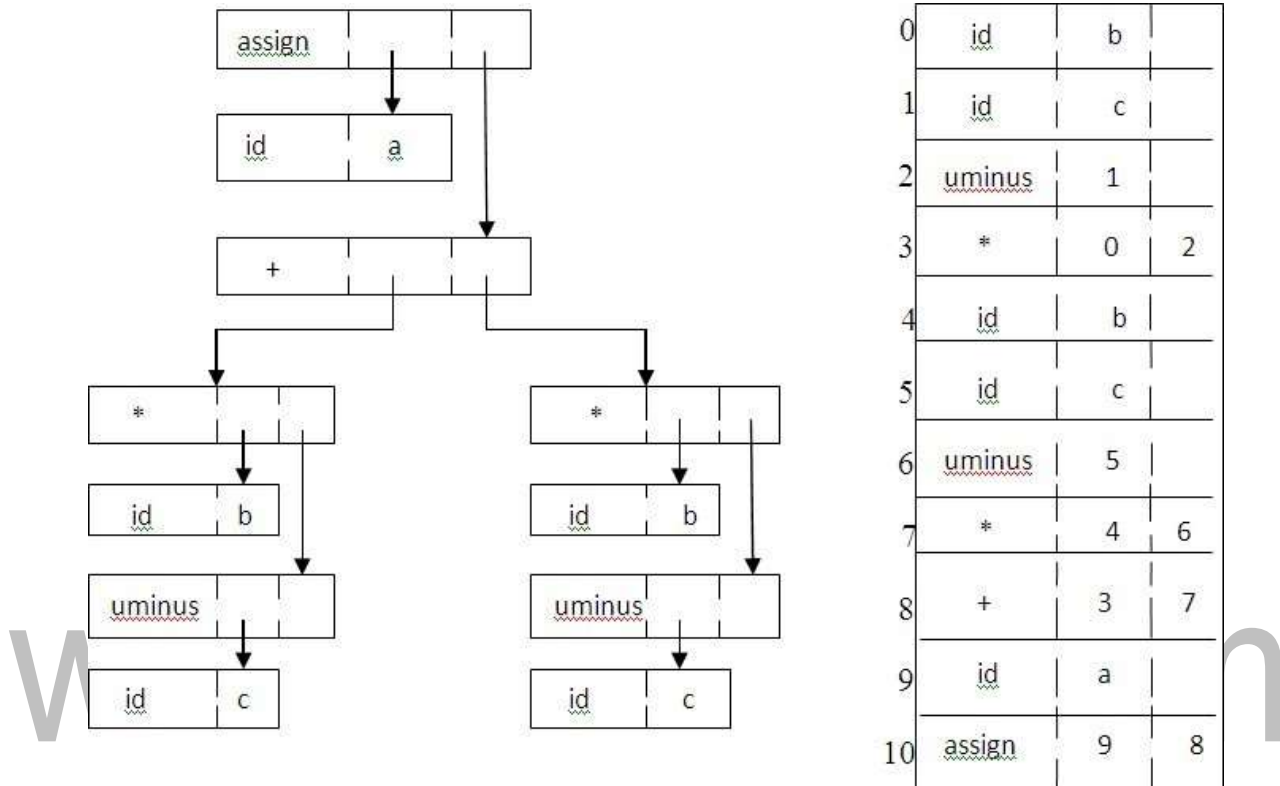 assign
id a
+
* *
id b id b
uminus uminus
id c id c
0 id b
1 id c
2 uminus 1
3 * 0 2
4 id b
5 id c
6 uminus 5
7 * 4 6
8 + 3 7
9 id a
10 assign 9 8